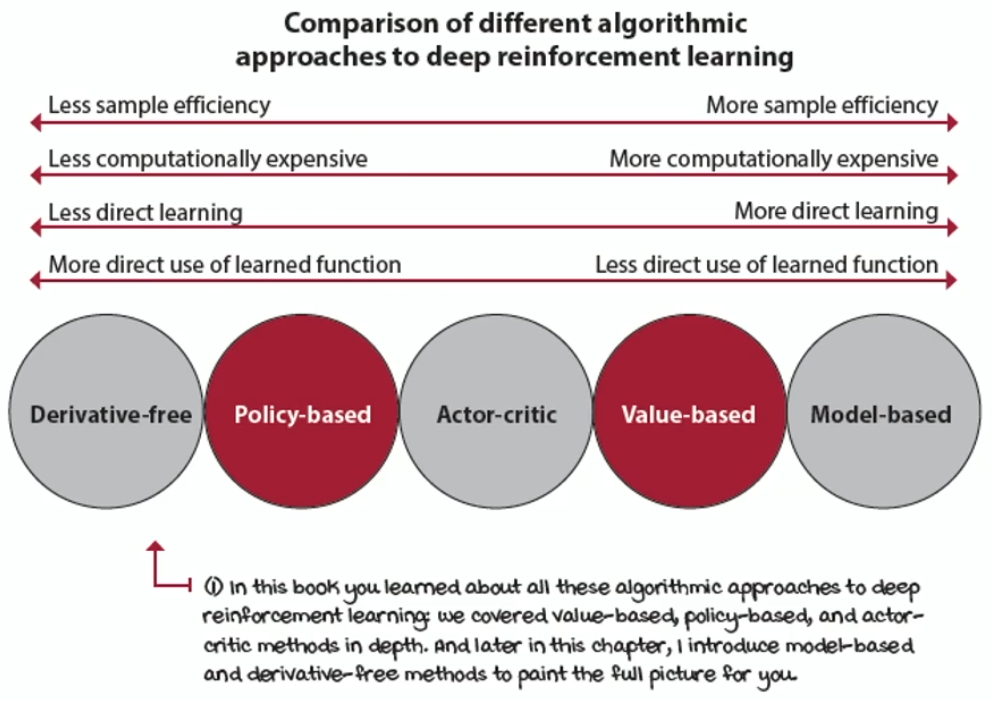 Comparison of different algorithmic
approaches to deep reinforcement learning
Less sample efficiency More sample efficiency
Less computationally expensive More computationally expensive
Less direct learning More direct learning
More direct use of learned function Less direct use of learned function
Derivative-free Policy-based Actor-critic Value-based Model-based
(1) In this book you learned about all these algorithmic approaches to deep
reinforcement learning: we covered value-based, policy-based, and actor-
critic methods in depth. And later in this chapter, I introduce model-based
and derivative-free methods to paint the full picture for you.